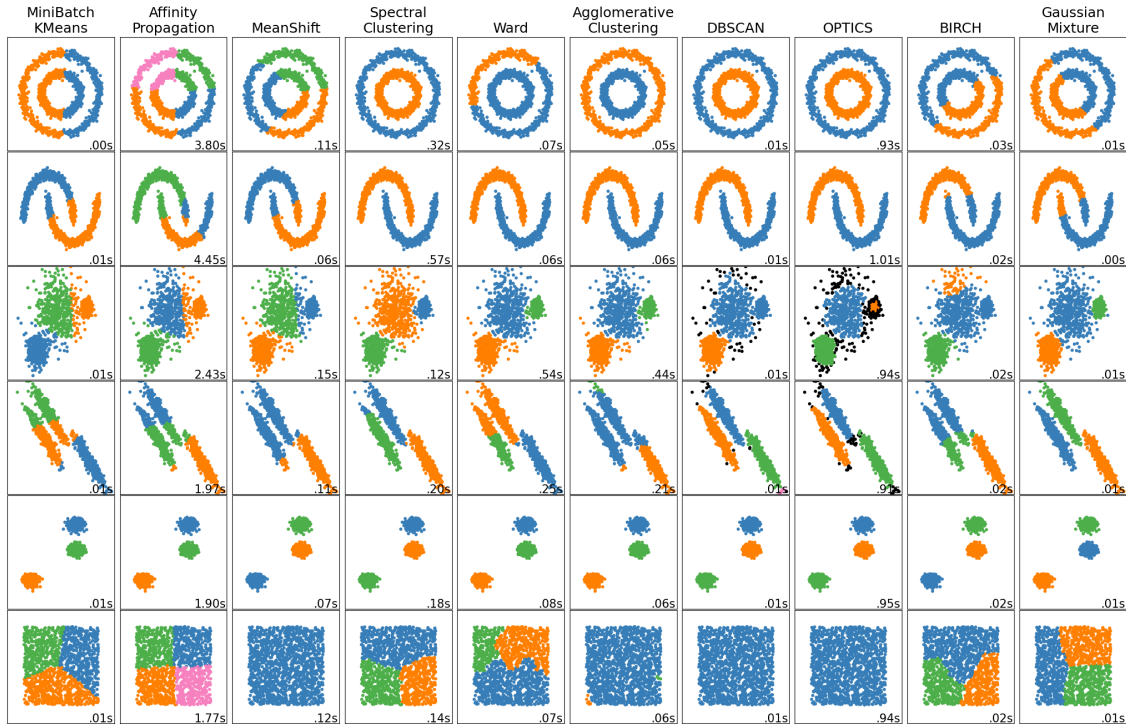 MiniBatch
KMeans
Affinity
Propagation
MeanShift
Spectral
Clustering
Ward
Agglomerative
Clustering
DBSCAN
OPTICS
BIRCH
Gaussian
Mixture
.00s
3.80s
.11s
.32s
.07s
.05s
.01s
.93s
.03s
.01s
.01s
4.45s
.06s
.57s
.06s
.06s
.01s
1.01s
.02s
.00s
.01s
2.43s
.15s
.12s
.54s
.44s
.01s
.94s
.02s
.01s
.01s
1.97s
.11s
.20s
.25s
.21s
.01s
.91s
.02s
.01s
.01s
1.90s
.07s
.18s
.08s
.06s
.01s
.95s
.02s
.01s
.01s
1.77s
.12s
.14s
.07s
.06s
.01s
.94s
.02s
.01s